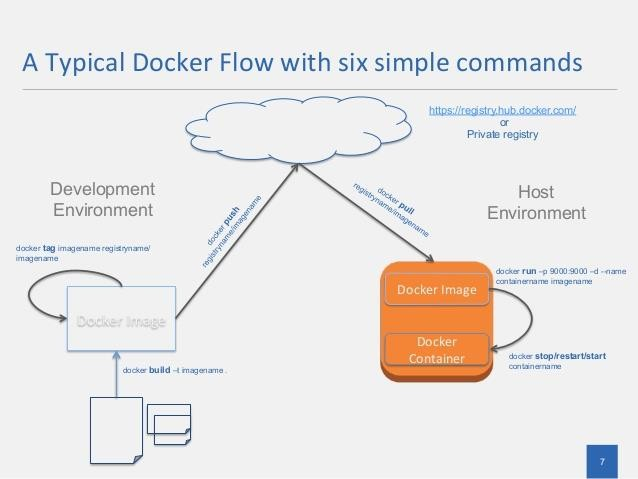 A Typical Docker Flow with six simple commands
https://registry.hub.docker.com/
or
Private registry
Development
Environment
Host
Environment
docker push
registryname/imagename
docker pull
registryname/imagename
docker tag imagename registryname/
imagename
Docker Image
docker build –t imagename .
Docker Image
docker run –p 9000:9000 –d --name
containername imagename
Docker
Container
docker stop/restart/start
containername
7